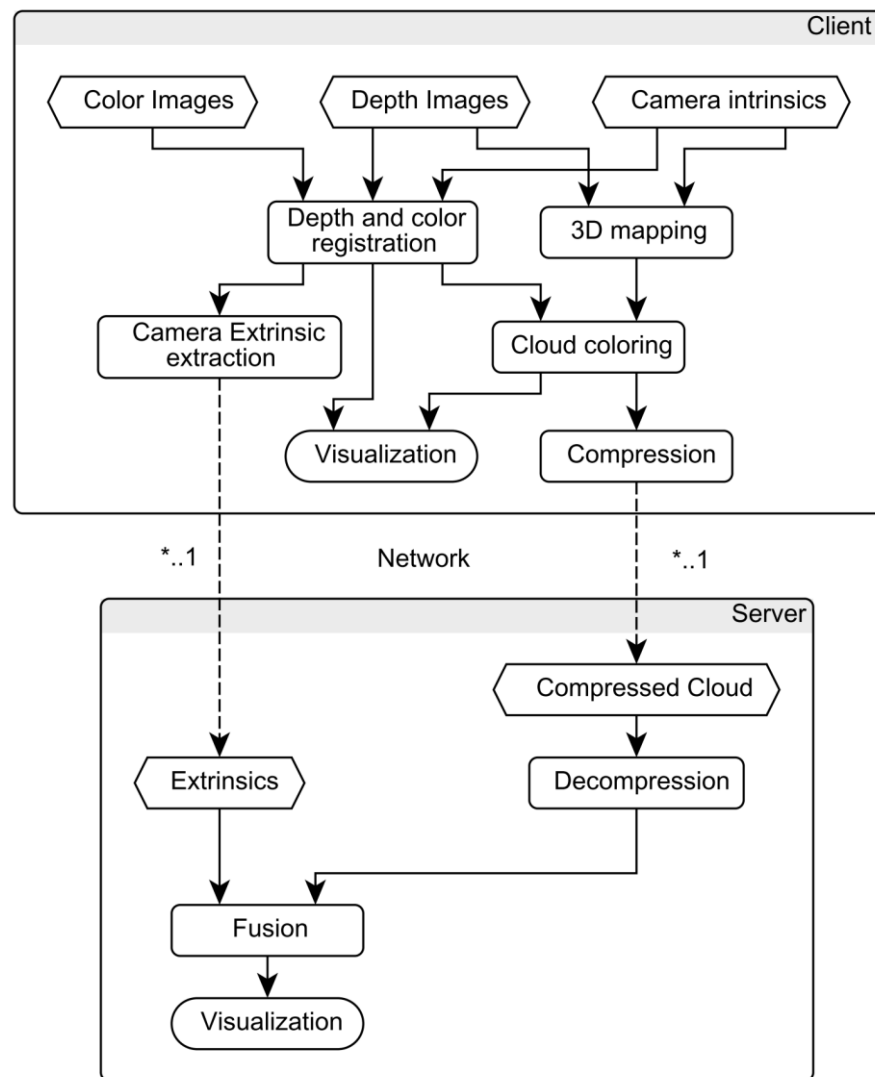 Client
Color Images
Depth Images
Camera intrinsics
Depth and color
registration
3D mapping
Camera Extrinsic
extraction
Cloud coloring
Visualization
Compression
*..1
Network
*..1
Server
Compressed Cloud
Extrinsics
Decompression
Fusion
Visualization